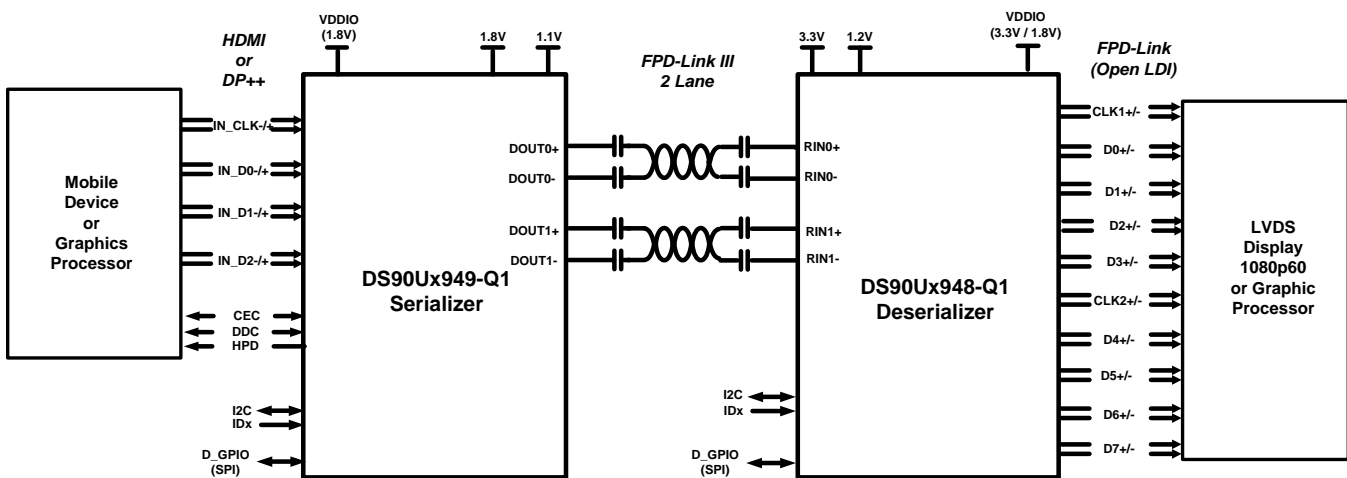 HDMI
or
DP++
VDDIO
(1.8V)
1.8V
1.1V
FPD-Link III
2 Lane
3.3V
1.2V
VDDIO
(3.3V / 1.8V)
FPD-Link
(Open LDI)
Mobile
Device
or
Graphics
Processor
IN_CLK-/+
IN_D0-/+
IN_D1-/+
IN_D2-/+
CEC
DDC
HPD
I2C
IDx
D_GPIO
(SPI)
DS90Ux949-Q1
Serializer
DOUT0+
DOUT0-
DOUT1+
DOUT1-
RIN0+
RIN0-
RIN1+
RIN1-
I2C
IDx
D_GPIO
(SPI)
DS90Ux948-Q1
Deserializer
CLK1+/-
D0+/-
D1+/-
D2+/-
D3+/-
CLK2+/-
D4+/-
D5+/-
D6+/-
D7+/-
LVDS
Display
1080p60
or Graphic
Processor